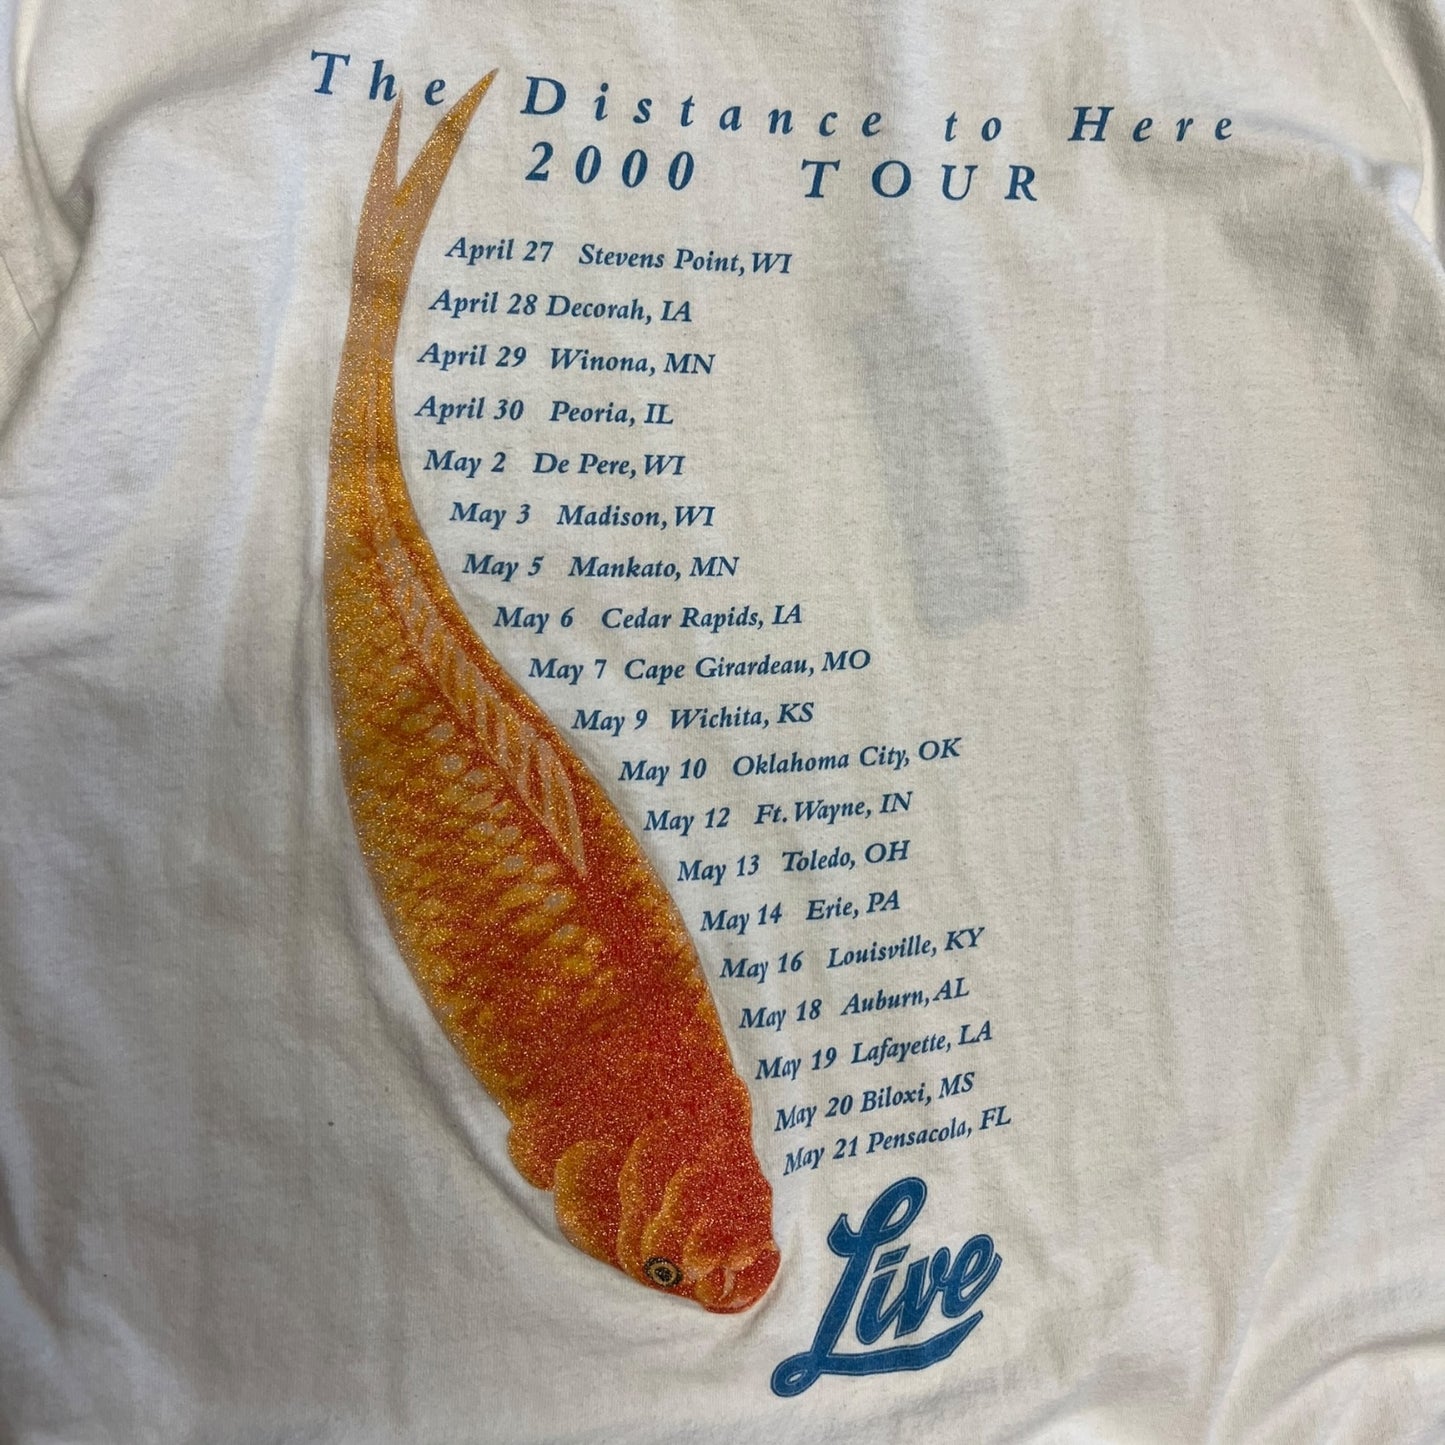 The Distance to Here
2000 TOUR
April 27 Stevens Point, WI
April 28 Decorah, IA
April 29 Winona, MN
April 30 Peoria, IL
May 2 De Pere, WI
May 3 Madison, WI
May 5 Mankato, MN
May 6 Cedar Rapids, IA
May 7 Cape Girardeau, MO
May 9 Wichita, KS
May 10 Oklahoma City, OK
May 12 Ft. Wayne, IN
May 13 Toledo, OH
May 14 Erie, PA
May 16 Louisville, KY
May 18 Auburn, AL
May 19 Lafayette, LA
May 20 Biloxi, MS
May 21 Pensacola, FL
Live